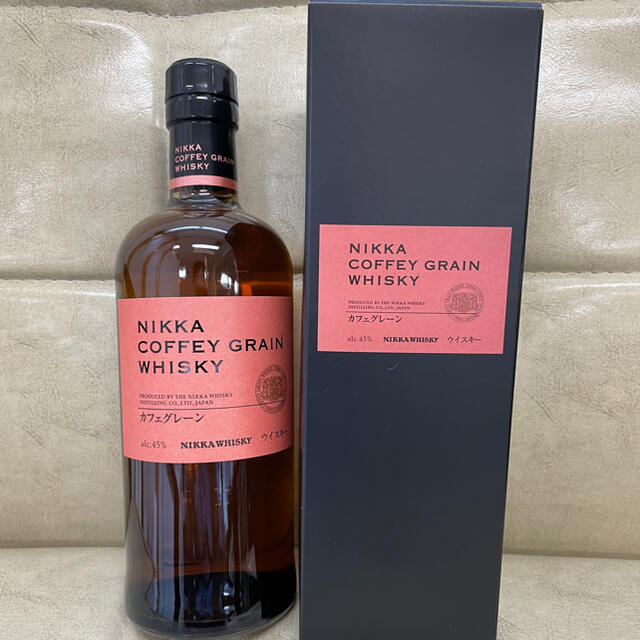 NIKKA
COFFEY GRAIN
WHISKY
NIKKA
COFFEY GRAIN
WHISKY
PRODUCED BY THE NIKKA WHISKY
DISTILLING CO., LTD., JAPAN
カフェグレーン
alc.45% NIKKA WHISKY ウイスキー
NIKKA
COFFEY GRAIN
WHISKY
PRODUCED BY THE NIKKA WHISKY
DISTILLING CO., LTD., JAPAN
カフェグレーン
alc.45% NIKKA WHISKY ウイスキー